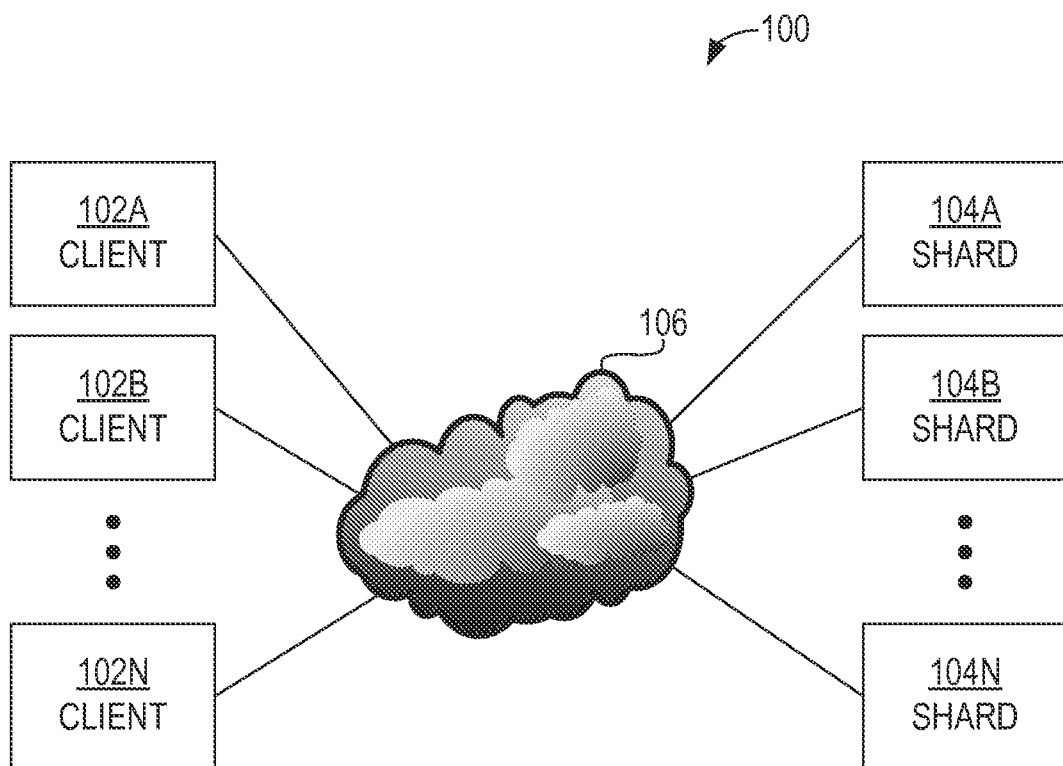 100
102A
CLIENT
104A
SHARD
106
102B
CLIENT
104B
SHARD
102N
CLIENT
104N
SHARD